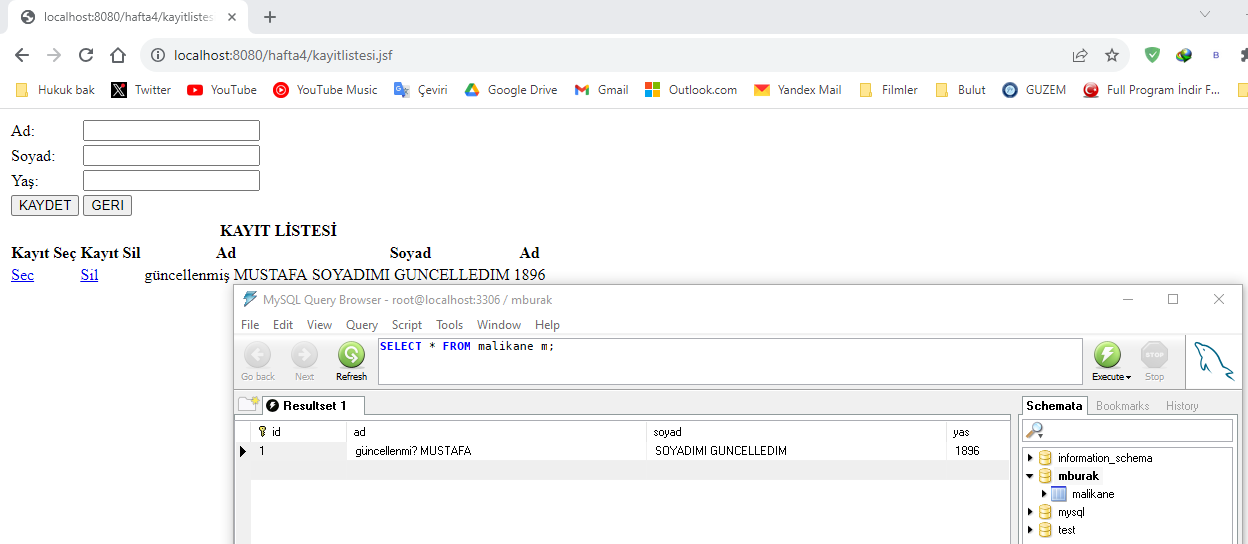 localhost:8080/hafta4/kayitlistes
localhost:8080/hafta4/kayitlistesi.jsf
B
Hukuk bak Twitter YouTube YouTube Music Çeviri Google Drive Gmail Outlook.com Yandex Mail Filmler Bulut GUZEM Full Program İndir F...
Ad:
Soyad:
Yaş:
KAYDET GERI
KAYIT LİSTESİ
Kayıt Seç Kayıt Sil Ad Soyad Ad
Sec Sil güncellenmiş MUSTAFA SOYADIMI GUNCELLEDIM 1896
MySQL Query Browser - root@localhost:3306 / mburak
File Edit View Query Script Tools Window Help
SELECT * FROM malikane m;
Go back Next Refresh Execute STOP Stop
Resultset 1
Schemata Bookmarks History
id ad soyad yas
1 güncellenmi? MUSTAFA SOYADIMI GUNCELLEDIM 1896
information_schema
mburak
malikane
mysql
test